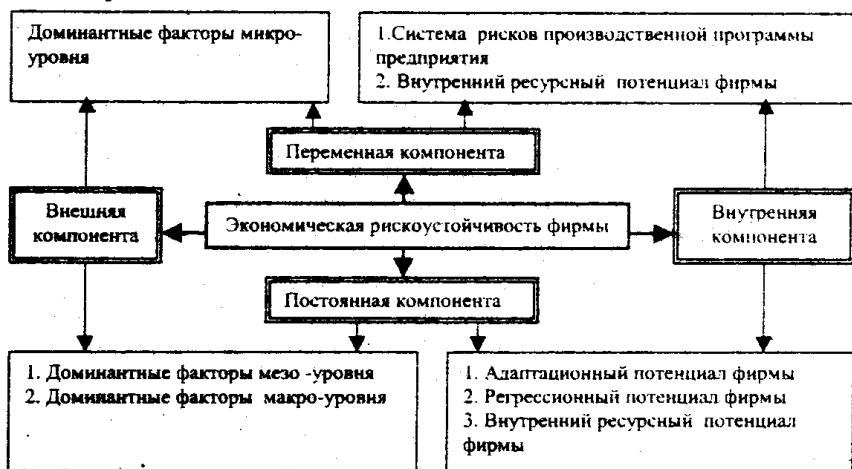 Доминантные факторы микро-
уровня
1.Система рисков производственной программы
предприятия
2. Внутренний ресурсный потенциал фирмы
Переменная компонента
Внешняя
компонента
Экономическая рискоустойчивость фирмы
Внутренняя
компонента
Постоянная компонента
1. Доминантные факторы мезо -уровня
2. Доминантные факторы макро-уровня
1. Адаптационный потенциал фирмы
2. Регрессионный потенциал фирмы
3. Внутренний ресурсный потенциал
фирмы